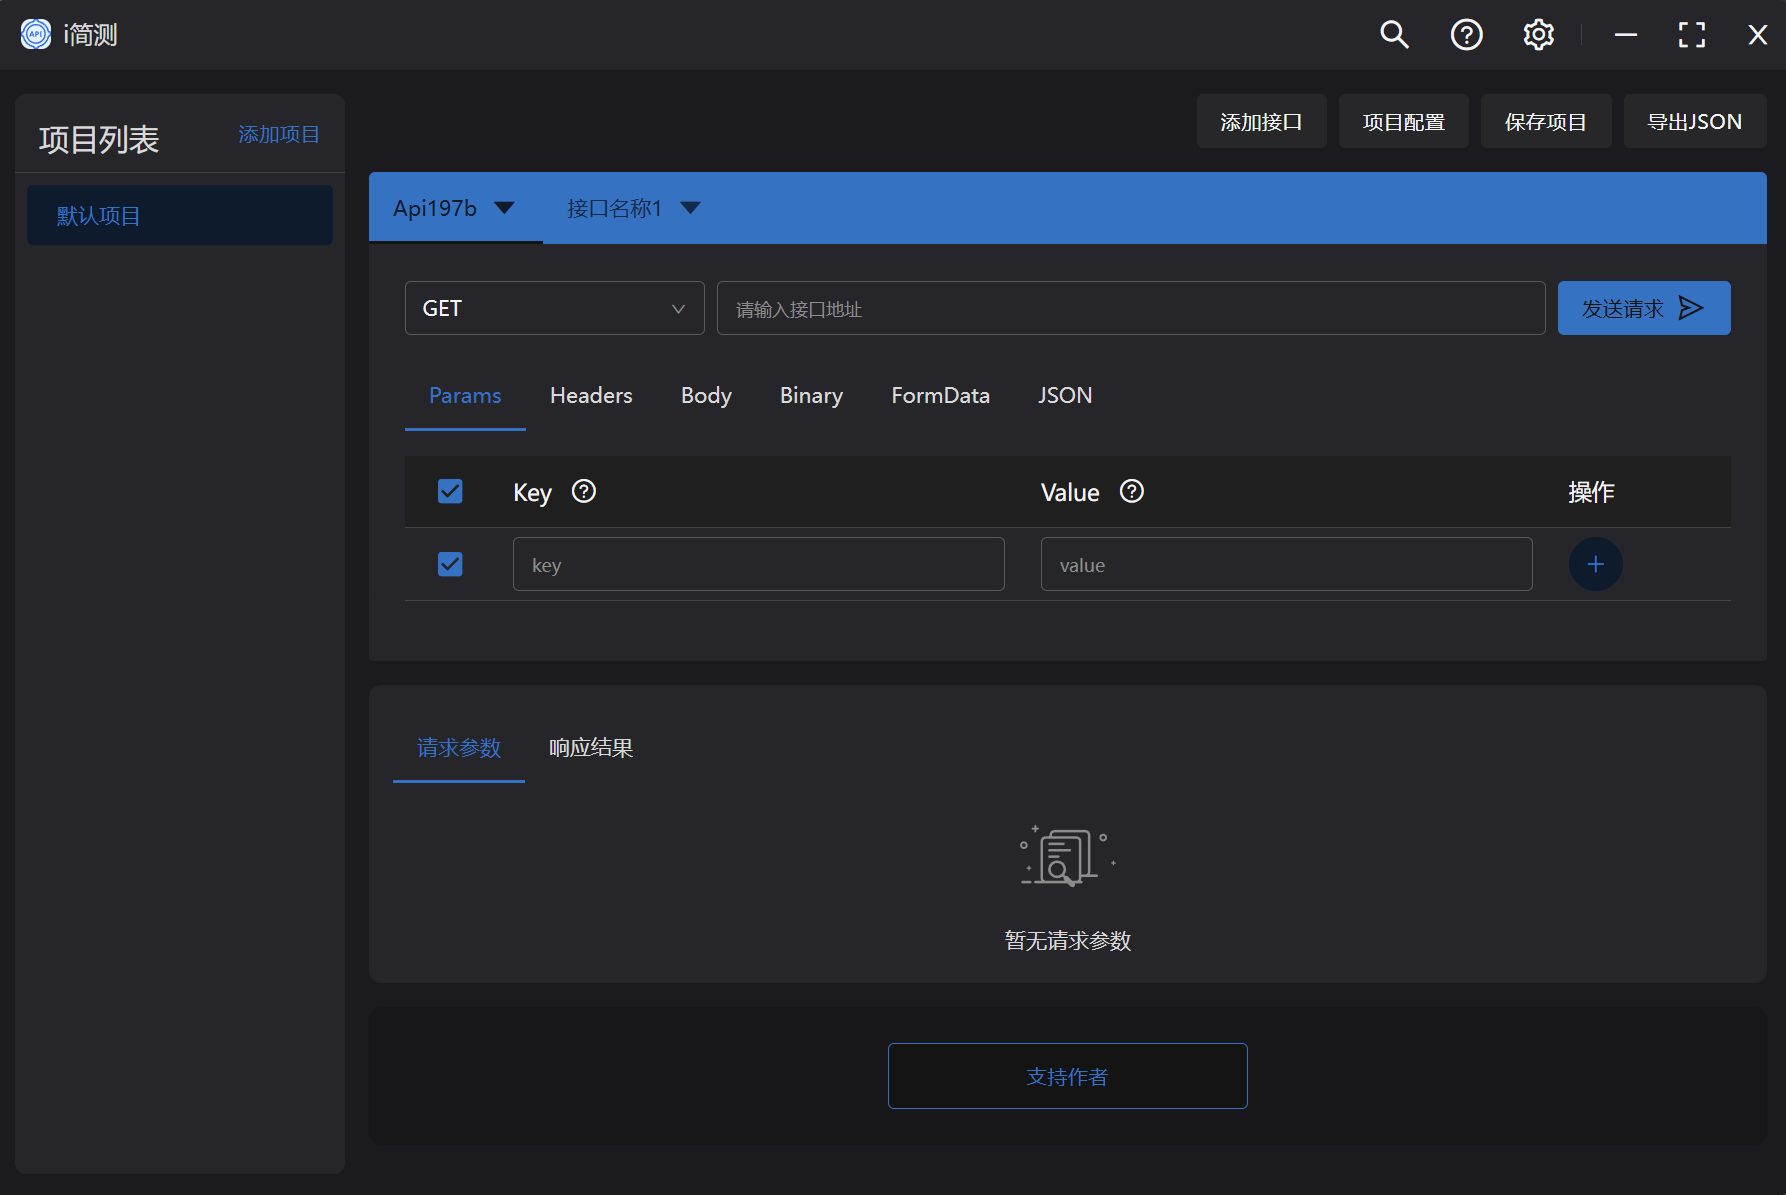 i简测
项目列表
添加项目
默认项目
添加接口
项目配置
保存项目
导出JSON
Api197b
接口名称1
GET
请输入接口地址
发送请求
Params
Headers
Body
Binary
FormData
JSON
Key
Value
操作
key
value
请求参数
响应结果
暂无请求参数
支持作者